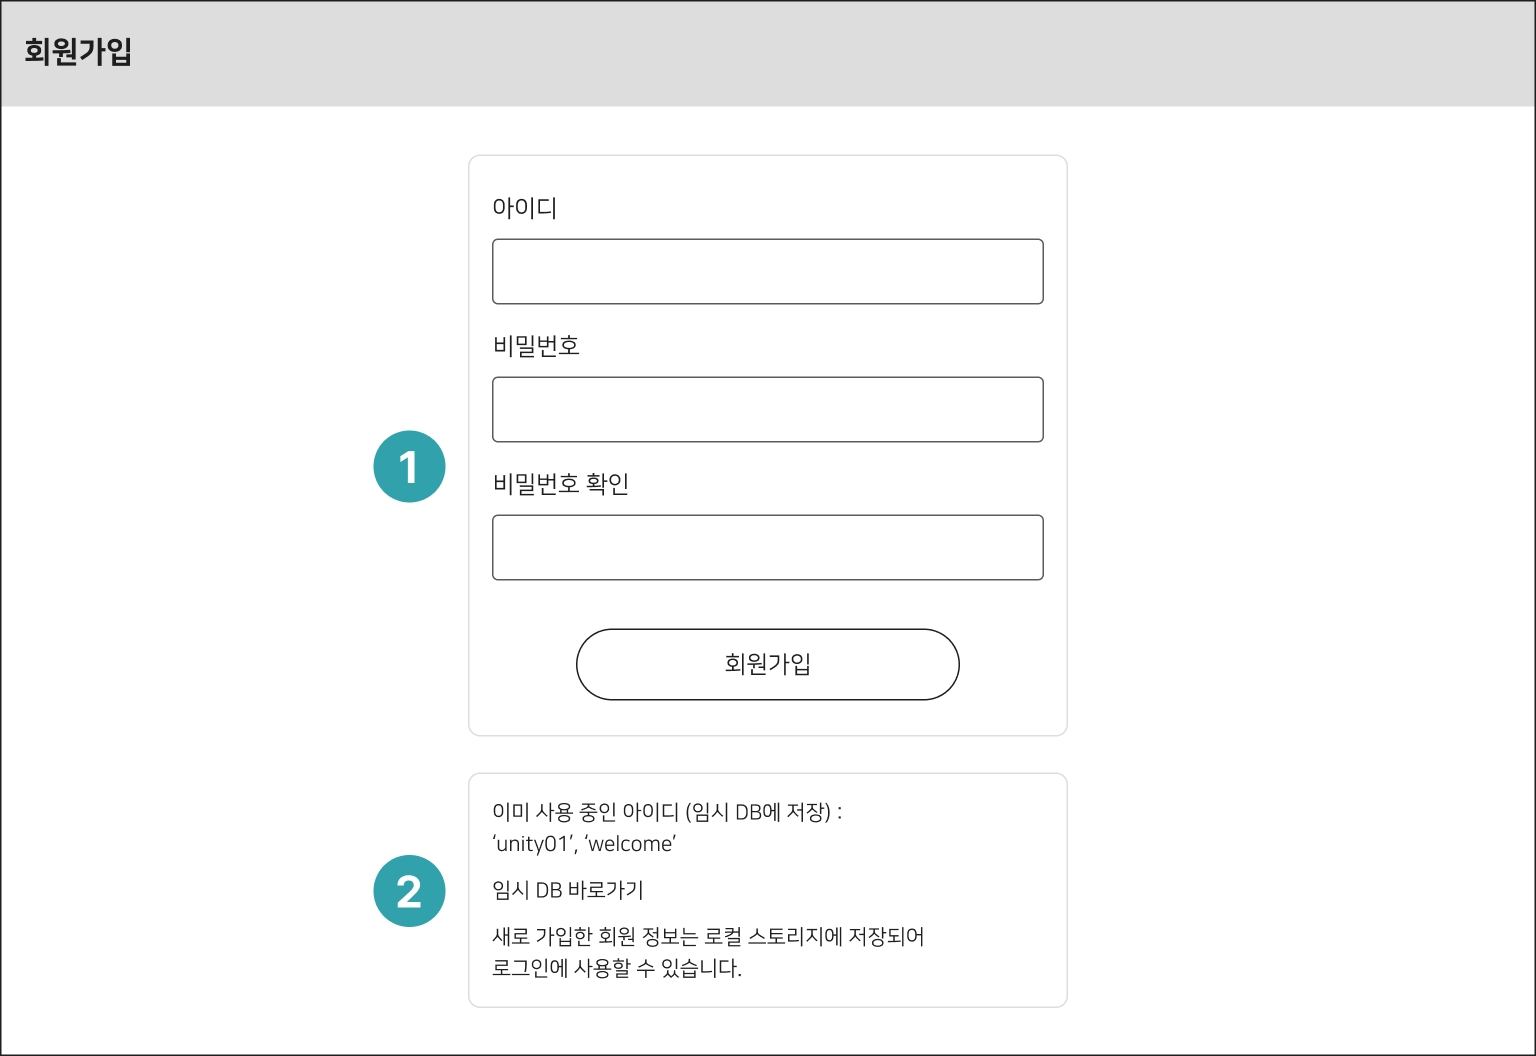 회원가입
아이디
비밀번호
1
비밀번호 확인
회원가입
이미 사용 중인 아이디 (임시 DB에 저장) :
‘unity01’, ‘welcome’
2
임시 DB 바로가기
새로 가입한 회원 정보는 로컬 스토리지에 저장되어
로그인에 사용할 수 있습니다.